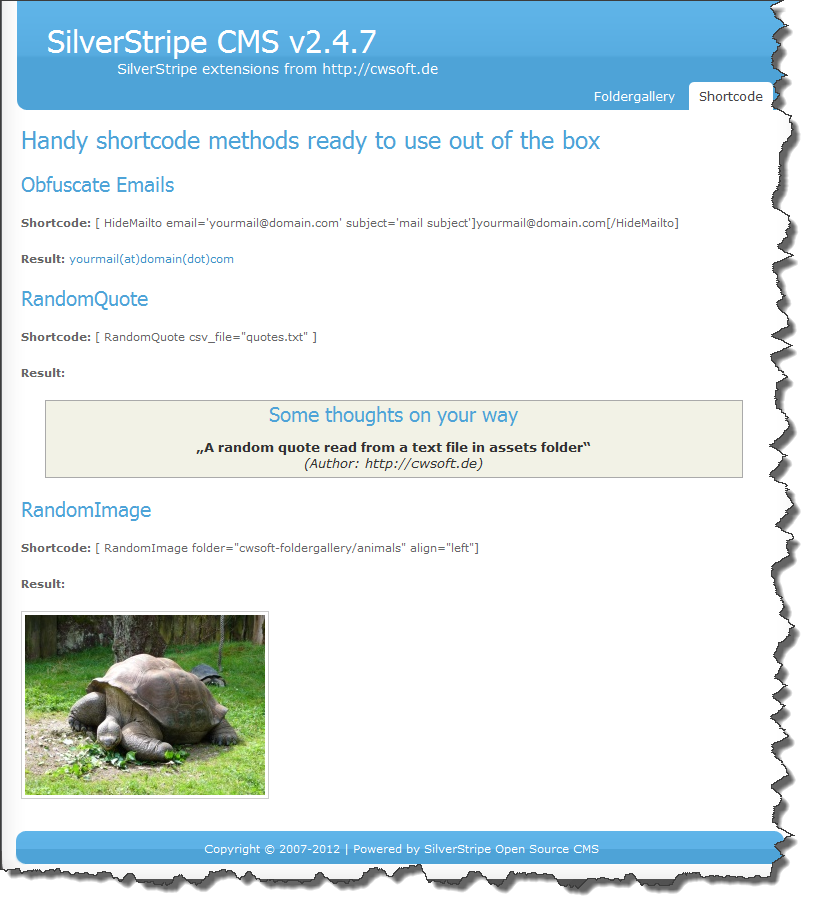 SilverStripe CMS v2.4.7
SilverStripe extensions from http://cwsoft.de
Foldergallery Shortcode
Handy shortcode methods ready to use out of the box
Obfuscate Emails
Shortcode: [ HideMailto email='yourmail@domain.com' subject='mail subject']yourmail@domain.com[/HideMailto]
Result: yourmail(at)domain(dot)com
RandomQuote
Shortcode: [ RandomQuote csv_file="quotes.txt" ]
Result:
Some thoughts on your way
„A random quote read from a text file in assets folder‟
(Author: http://cwsoft.de)
RandomImage
Shortcode: [ RandomImage folder="cwsoft-foldergallery/animals" align="left"]
Result:
Copyright © 2007-2012 | Powered by SilverStripe Open Source CMS